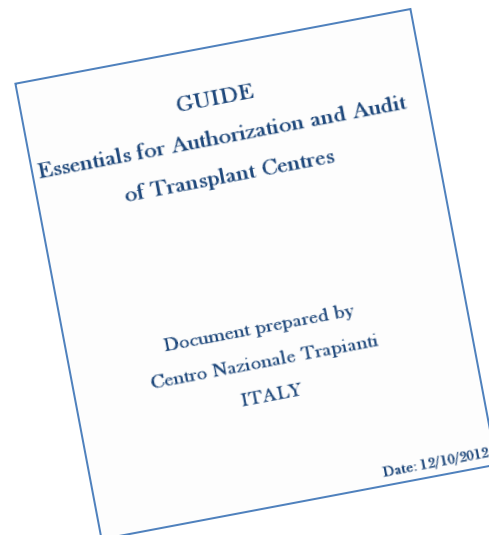 GUIDE
Essentials for Authorization and Audit
of Transplant Centres
Document prepared by
Centro Nazionale Trapianti
ITALY
Date: 12/10/2012